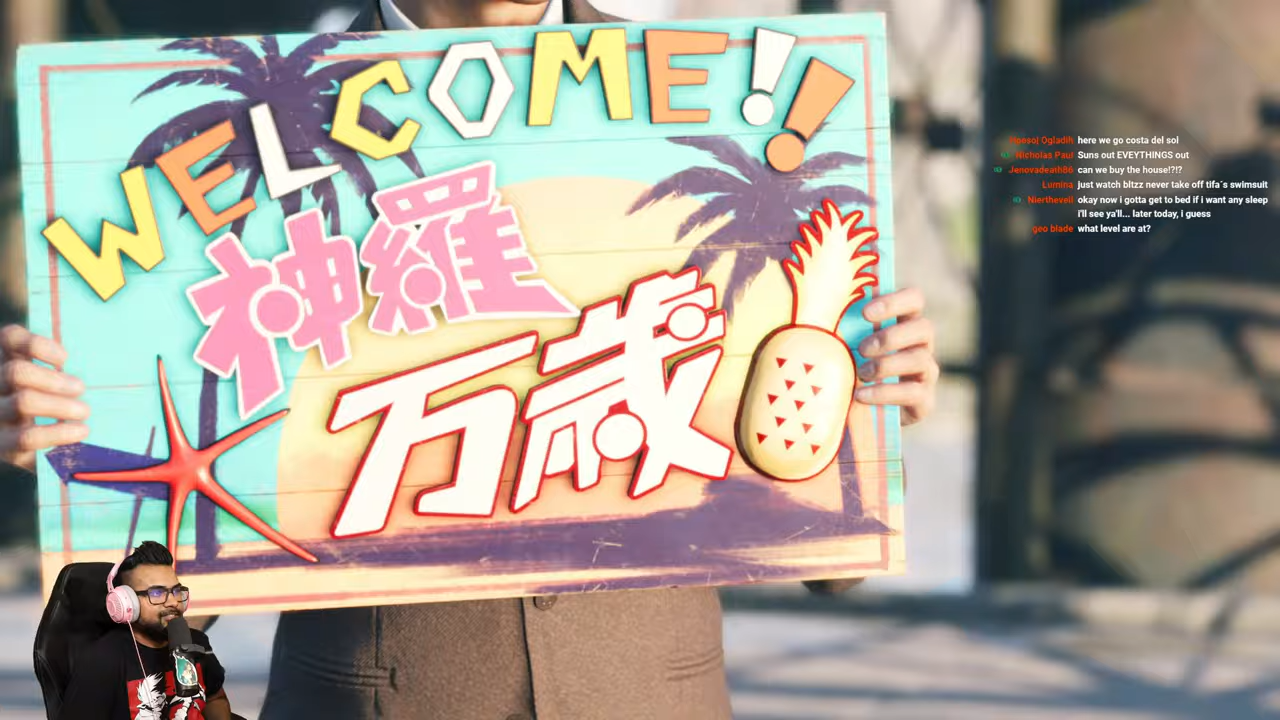 WELCOME!!
神羅
万歳
Nicholas Paul Suns out EVEYTHINGS out
here we go costa del sol
Jenovadeath86 can we buy the house!?!?
Lumina just watch bltzz never take off tifa´s swimsuit
Niertheveil okay now i gotta get to bed if i want any sleep
i'll see ya'll... later today, i guess
geo blade what level are at?